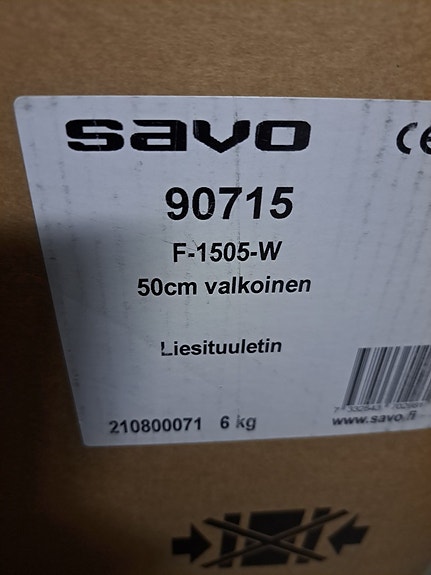 savo
CE
90715
F-1505-W
50cm valkoinen
Liesituuletin
210800071 6 kg
www.savo.fi